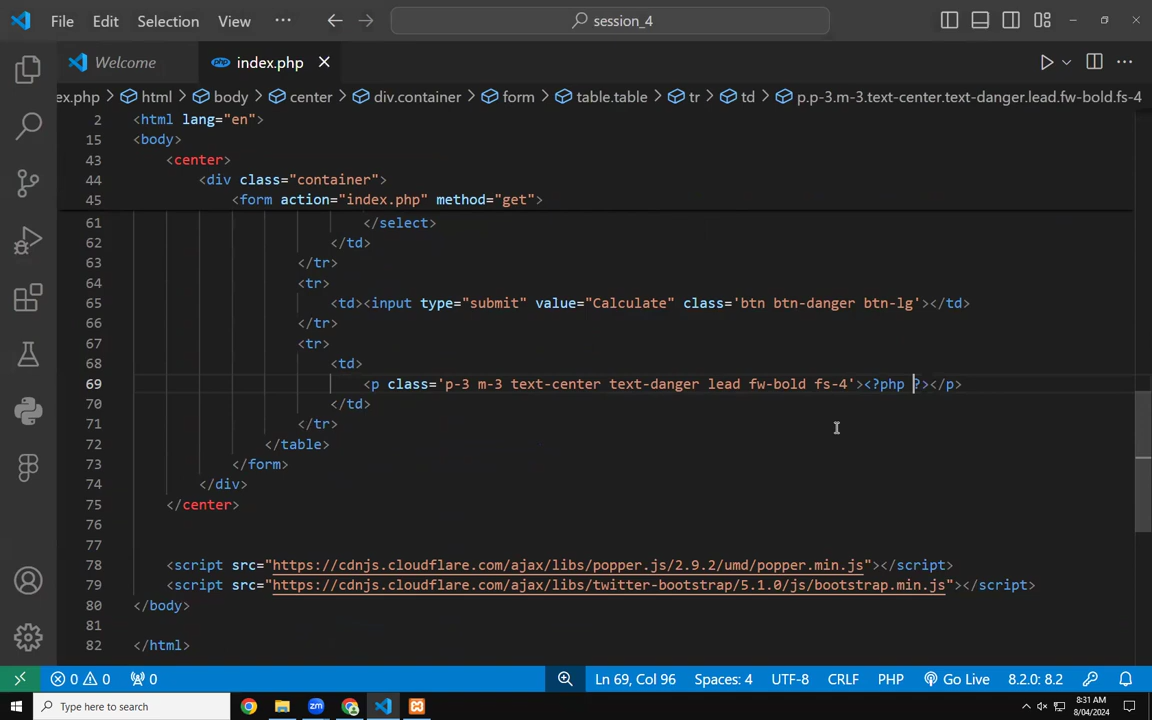 File Edit Selection View ··· session_4
Welcome index.php
ex.php > html > body > center > div.container > form > table.table > tr > td > p.p-3.m-3.text-center.text-danger.lead.fw-bold.fs-4
2 <html lang="en">
15 <body>
43 <center>
44 <div class="container">
45 <form action="index.php" method="get">
61 </select>
62 </td>
63 </tr>
64 <tr>
65 <td><input type="submit" value="Calculate" class='btn btn-danger btn-lg'></td>
66 </tr>
67 <tr>
68 <td>
69 <p class='p-3 m-3 text-center text-danger lead fw-bold fs-4'><?php ?></p>
70 </td>
71 </tr>
72 </table>
73 </form>
74 </div>
75 </center>
76
77
78 <script src="https://cdnjs.cloudflare.com/ajax/libs/popper.js/2.9.2/umd/popper.min.js"></script>
79 <script src="https://cdnjs.cloudflare.com/ajax/libs/twitter-bootstrap/5.1.0/js/bootstrap.min.js"></script>
80 </body>
81
82 </html>
0 0 0 Ln 69, Col 96 Spaces: 4 UTF-8 CRLF PHP Go Live 8.2.0: 8.2
Type here to search zm 8:31 AM
8/04/2024